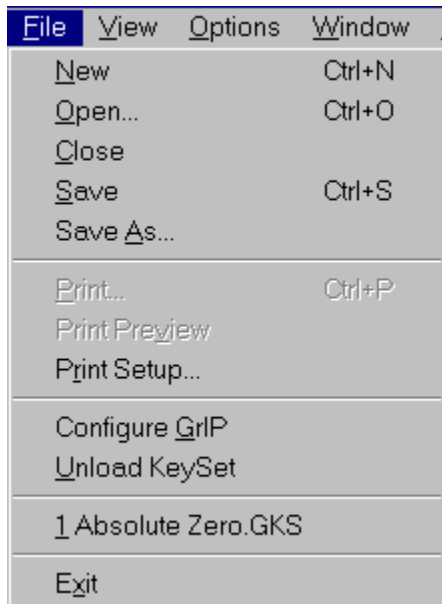 File View Options Window
New Ctrl+N
Open... Ctrl+O
Close
Save Ctrl+S
Save As...
Print... Ctrl+P
Print Preview
Print Setup...
Configure GrIP
Unload KeySet
1 Absolute Zero.GKS
Exit